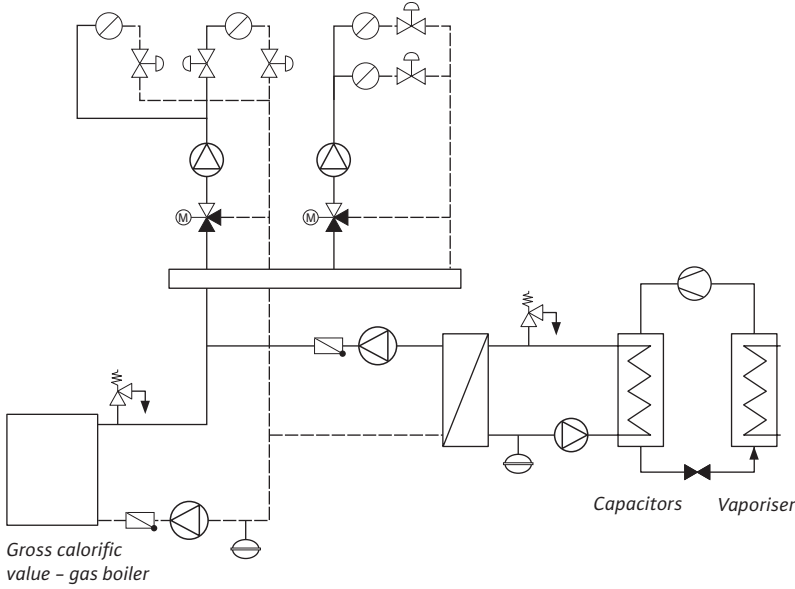 M
M
Capacitors
Vaporiser
Gross calorific
value – gas boiler